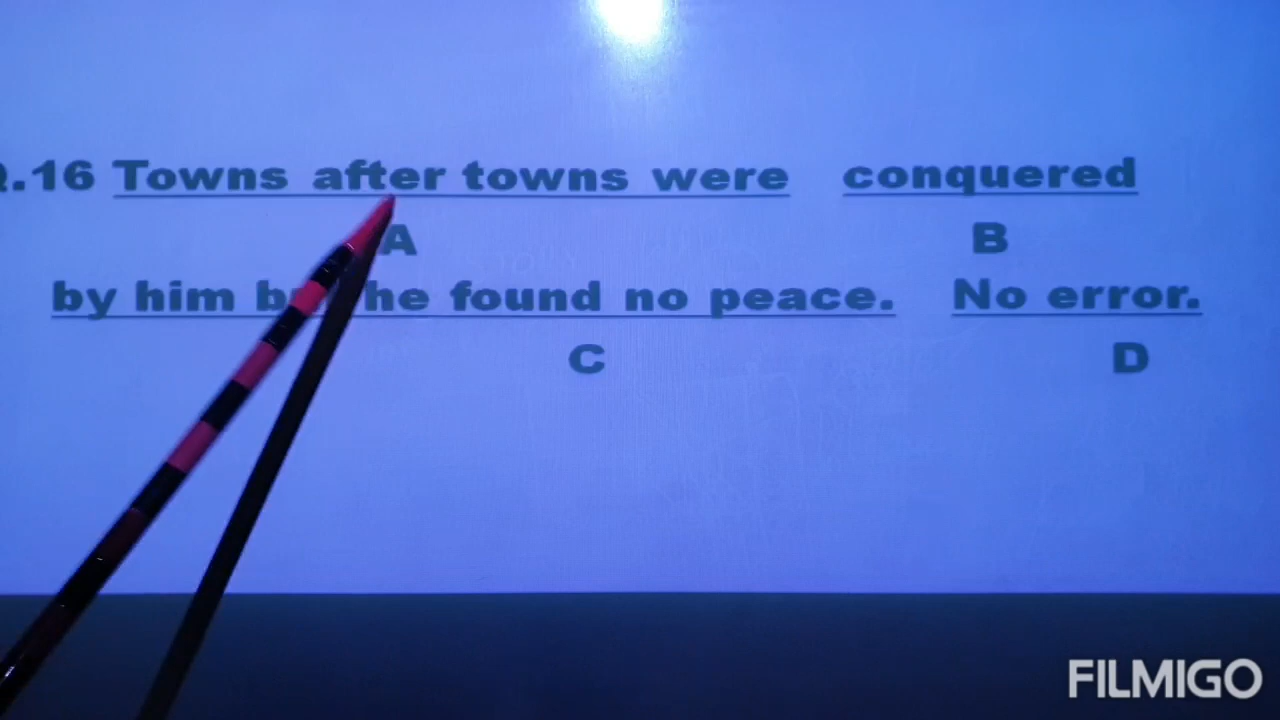 .16 Towns after towns were conquered
A B
by him he found no peace. No error.
C D
FILMIGO